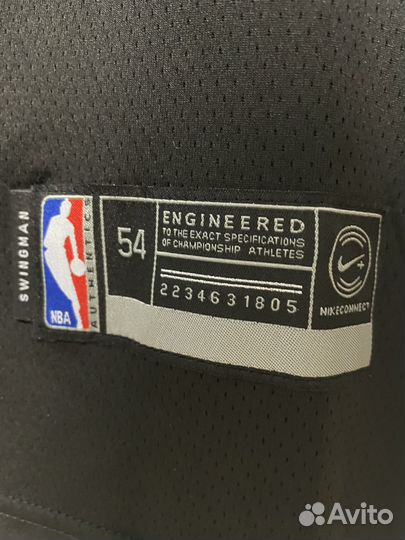 SWINGMAN
NBA
AUTHENTICS
54
ENGINEERED
TO THE EXACT SPECIFICATIONS
OF CHAMPIONSHIP ATHLETES
2234631805
NIKECONNECT
Avito